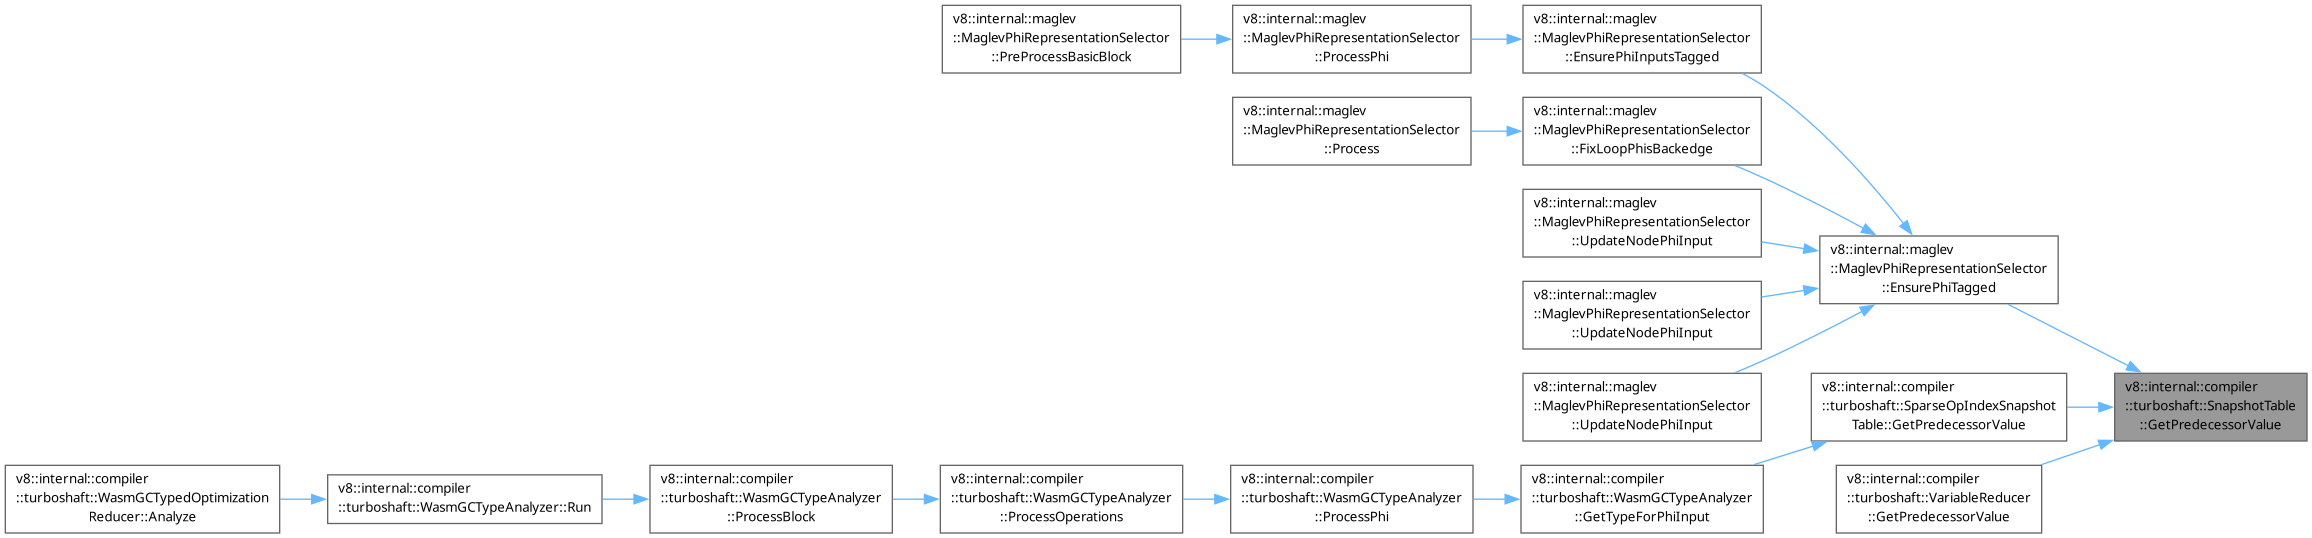 v8::internal::maglev
::MaglevPhiRepresentationSelector
::PreProcessBasicBlock
v8::internal::maglev
::MaglevPhiRepresentationSelector
::ProcessPhi
v8::internal::maglev
::MaglevPhiRepresentationSelector
::EnsurePhiInputsTagged
v8::internal::maglev
::MaglevPhiRepresentationSelector
::Process
v8::internal::maglev
::MaglevPhiRepresentationSelector
::FixLoopPhisBackedge
v8::internal::maglev
::MaglevPhiRepresentationSelector
::UpdateNodePhiInput
v8::internal::maglev
::MaglevPhiRepresentationSelector
::EnsurePhiTagged
v8::internal::maglev
::MaglevPhiRepresentationSelector
::UpdateNodePhiInput
v8::internal::maglev
::MaglevPhiRepresentationSelector
::UpdateNodePhiInput
v8::internal::compiler
::turboshaft::SparseOpIndexSnapshot
Table::GetPredecessorValue
v8::internal::compiler
::turboshaft::SnapshotTable
::GetPredecessorValue
v8::internal::compiler
::turboshaft::WasmGCTypedOptimization
Reducer::Analyze
v8::internal::compiler
::turboshaft::WasmGCTypeAnalyzer::Run
v8::internal::compiler
::turboshaft::WasmGCTypeAnalyzer
::ProcessBlock
v8::internal::compiler
::turboshaft::WasmGCTypeAnalyzer
::ProcessOperations
v8::internal::compiler
::turboshaft::WasmGCTypeAnalyzer
::ProcessPhi
v8::internal::compiler
::turboshaft::WasmGCTypeAnalyzer
::GetTypeForPhiInput
v8::internal::compiler
::turboshaft::VariableReducer
::GetPredecessorValue